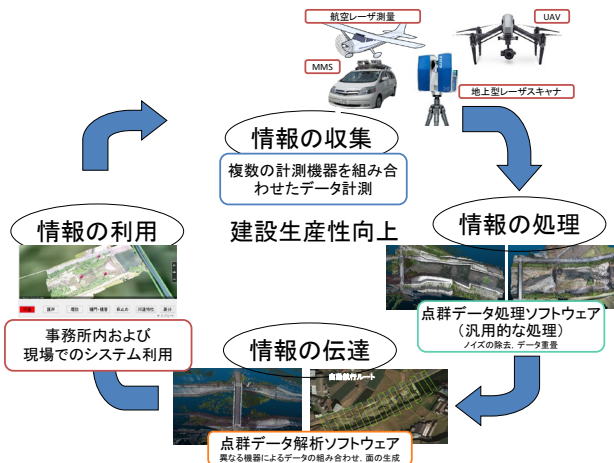 航空レーザ測量
UAV
MMS
地上型レーザスキャナ
情報の収集
複数の計測機器を組み合
わせたデータ計測
情報の利用
建設生産性向上
情報の処理
事務所内および
現場でのシステム利用
点群データ処理ソフトウェア
(汎用的な処理)
ノイズの除去,データ重畳
情報の伝達
自動航行ルート
点群データ解析ソフトウェア
異なる機器によるデータの組み合わせ,面の生成